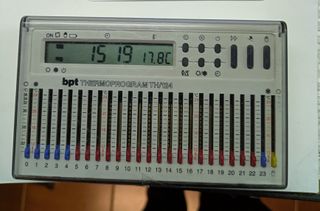 ON
15 19 17.8C
bpt THERMOPROGRAM TH/124
0 1 2 3 4 5 6 7 8 9 10 11 12 13 14 15 16 17 18 19 20 21 22 23